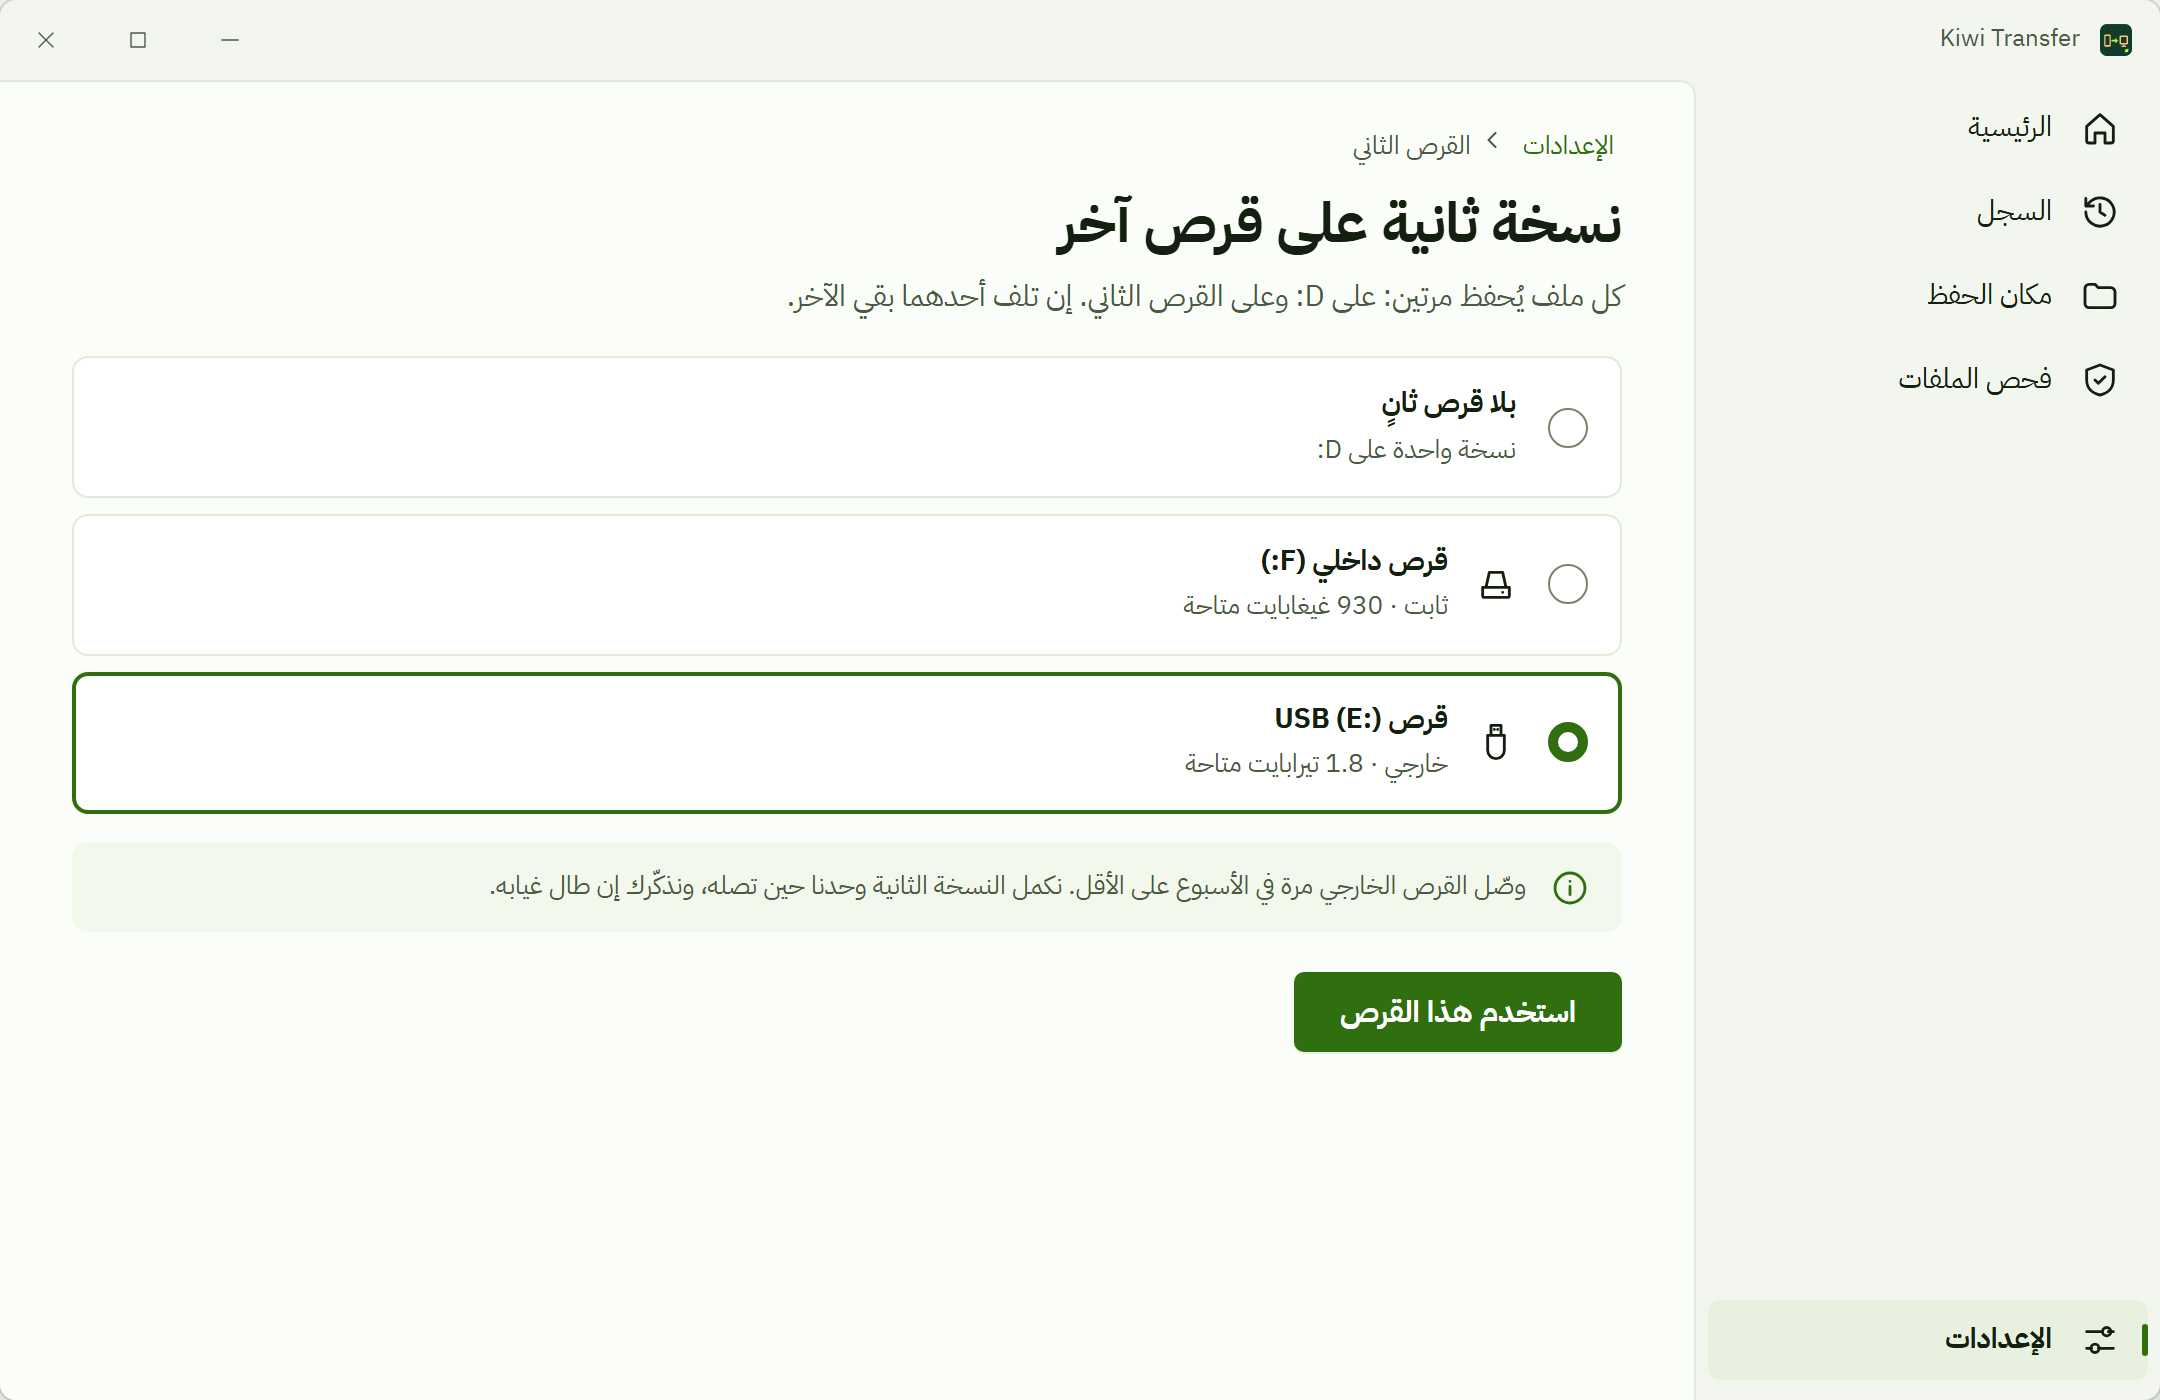 Kiwi Transfer
الرئيسية
السجل
مكان الحفظ
فحص الملفات
الإعدادات
الإعدادات
القرص الثاني
نسخة ثانية على قرص آخر
كل ملف يُحفظ مرتين: على D: وعلى القرص الثاني. إن تلف أحدهما بقي الآخر.
بلا قرص ثانٍ
نسخة واحدة على D:
قرص داخلي (F:)
ثابت · 930 غيغابايت متاحة
قرص USB (E:)
خارجي · 1.8 تيرابايت متاحة
وصّل القرص الخارجي مرة في الأسبوع على الأقل. نكمل النسخة الثانية وحدنا حين تصله، ونذكّرك إن طال غيابه.
استخدم هذا القرص